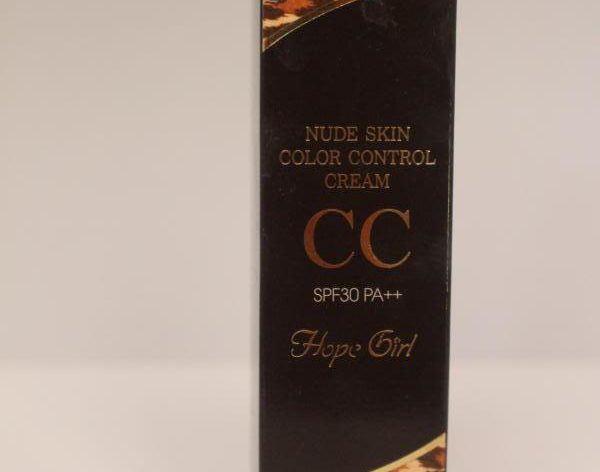 NUDE SKIN
COLOR CONTROL
CREAM
CC
SPF30 PA++
Hope Girl